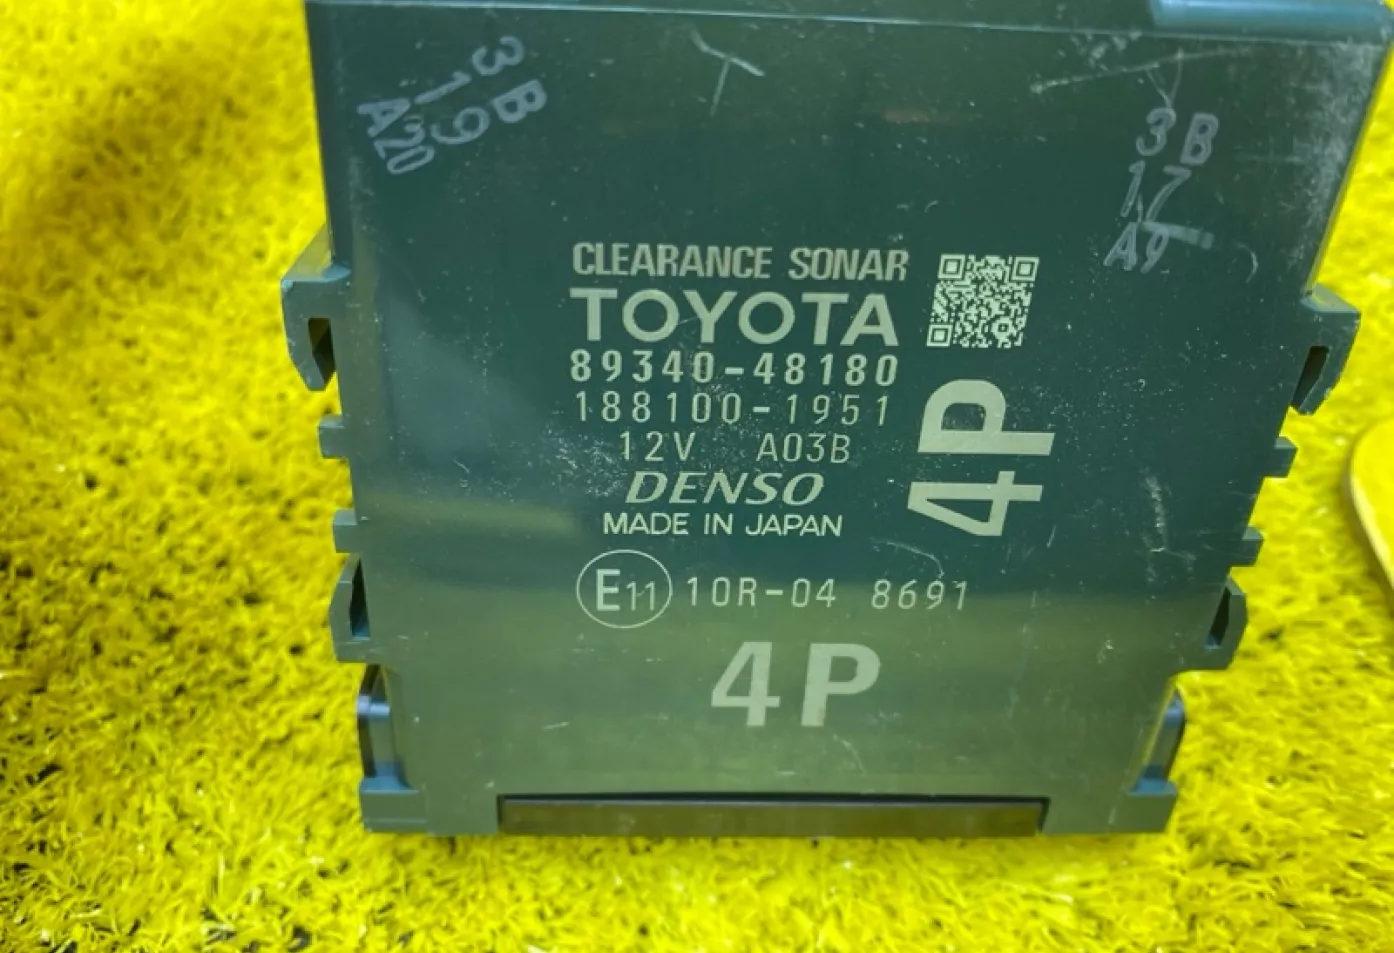 3B
19
A20
3B
17
A9
CLEARANCE SONAR
TOYOTA
89340-48180
188100-1951
12V A03B
DENSO
MADE IN JAPAN
4P
E11 10R-04 8691
4P